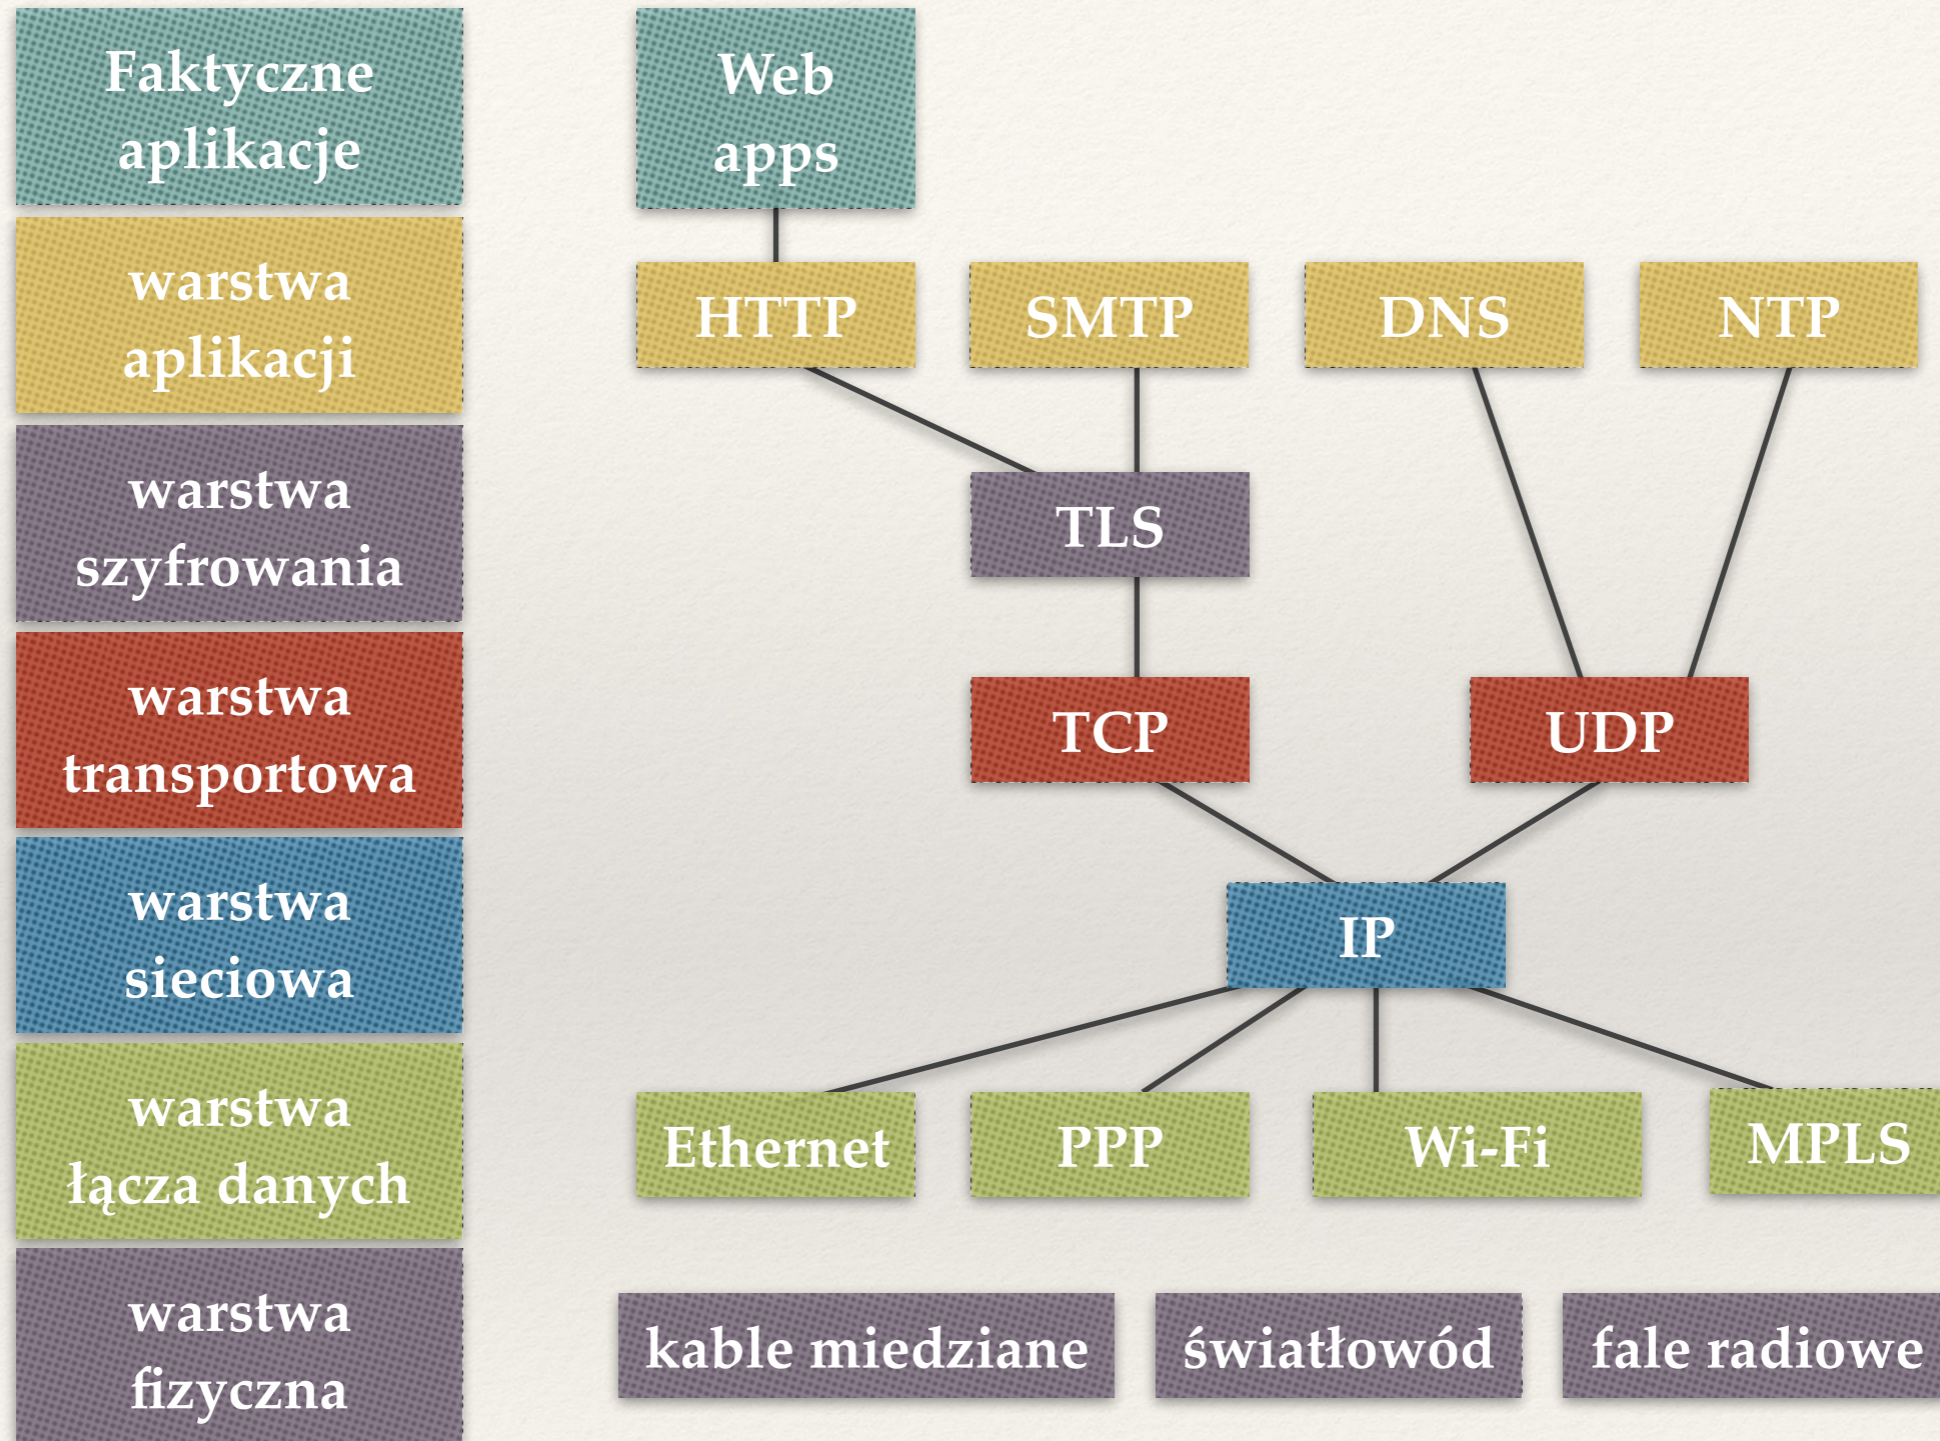 Faktyczne
aplikacje
Web
apps
warstwa
aplikacji
HTTP
SMTP
DNS
NTP
warstwa
szyfrowania
TLS
warstwa
transportowa
TCP
UDP
warstwa
sieciowa
IP
warstwa
łącza danych
Ethernet
PPP
Wi-Fi
MPLS
warstwa
fizyczna
kable miedziane
światłowód
fale radiowe